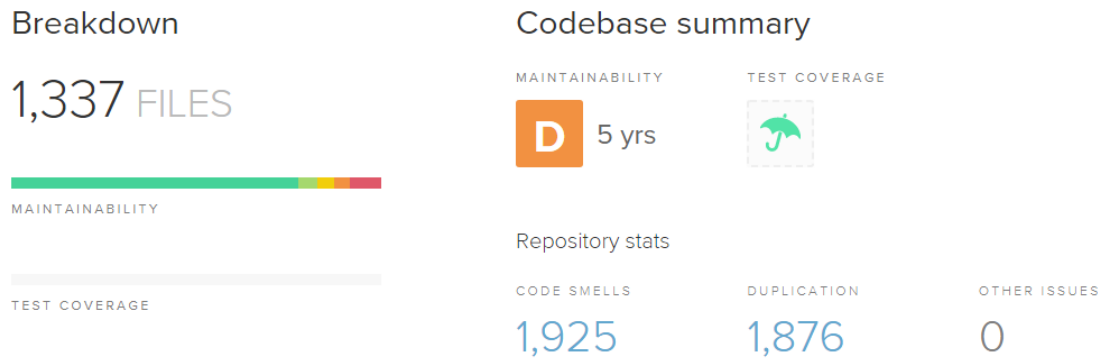 Breakdown
1,337 FILES
MAINTAINABILITY
TEST COVERAGE
Codebase summary
MAINTAINABILITY
TEST COVERAGE
D 5 yrs
Repository stats
CODE SMELLS
DUPLICATION
OTHER ISSUES
1,925
1,876
0